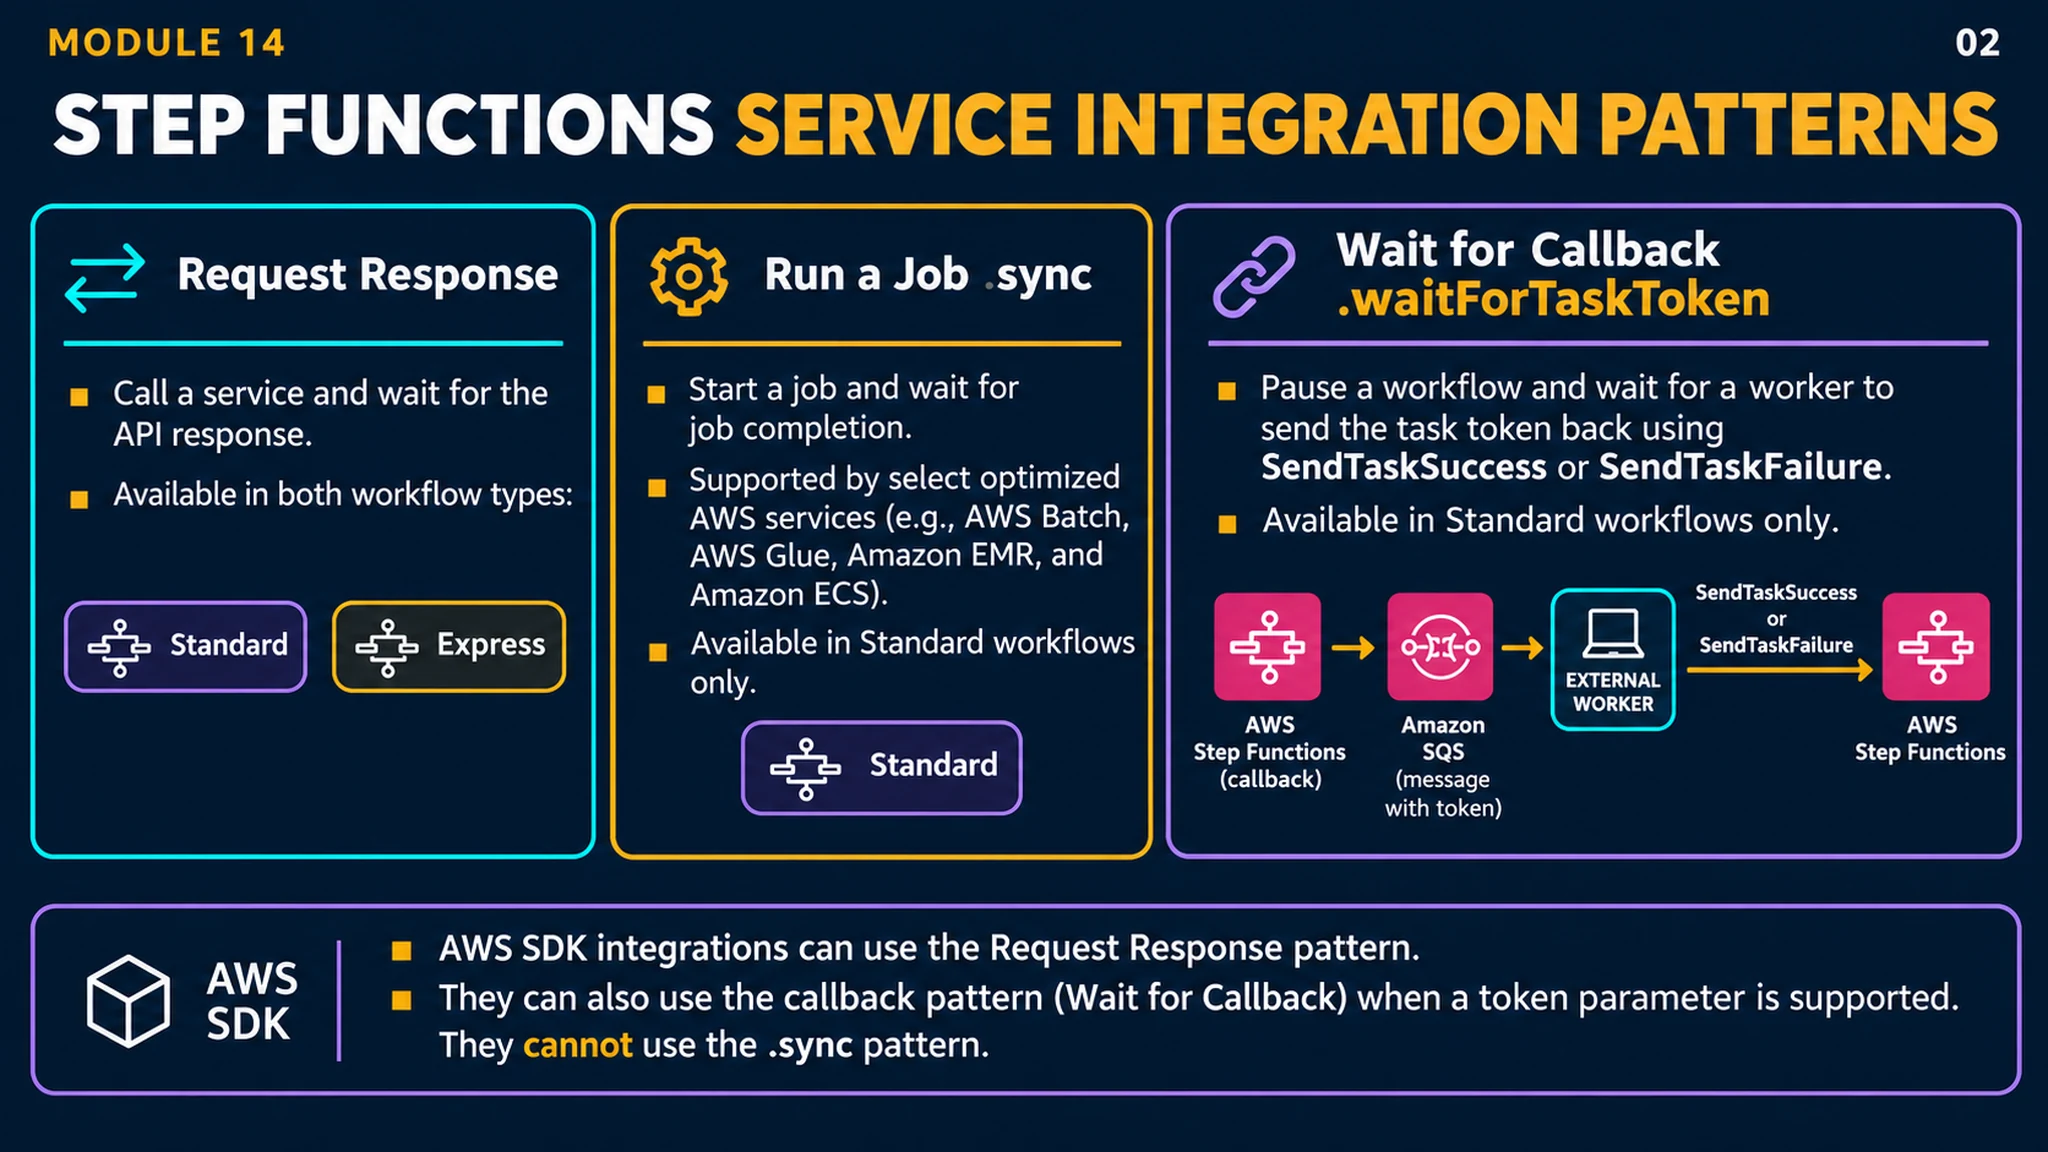 MODULE 14
02
STEP FUNCTIONS SERVICE INTEGRATION PATTERNS
Request Response
Call a service and wait for the
API response.
Available in both workflow types:
Standard
Express
Run a Job .sync
Start a job and wait for
job completion.
Supported by select optimized
AWS services (e.g., AWS Batch,
AWS Glue, Amazon EMR, and
Amazon ECS).
Available in Standard workflows
only.
Standard
Wait for Callback
.waitForTaskToken
Pause a workflow and wait for a worker to
send the task token back using
SendTaskSuccess or SendTaskFailure.
Available in Standard workflows only.
AWS
Step Functions
(callback)
Amazon
SQS
(message
with token)
EXTERNAL
WORKER
SendTaskSuccess
or
SendTaskFailure
AWS
Step Functions
AWS
SDK
AWS SDK integrations can use the Request Response pattern.
They can also use the callback pattern (Wait for Callback) when a token parameter is supported.
They cannot use the .sync pattern.